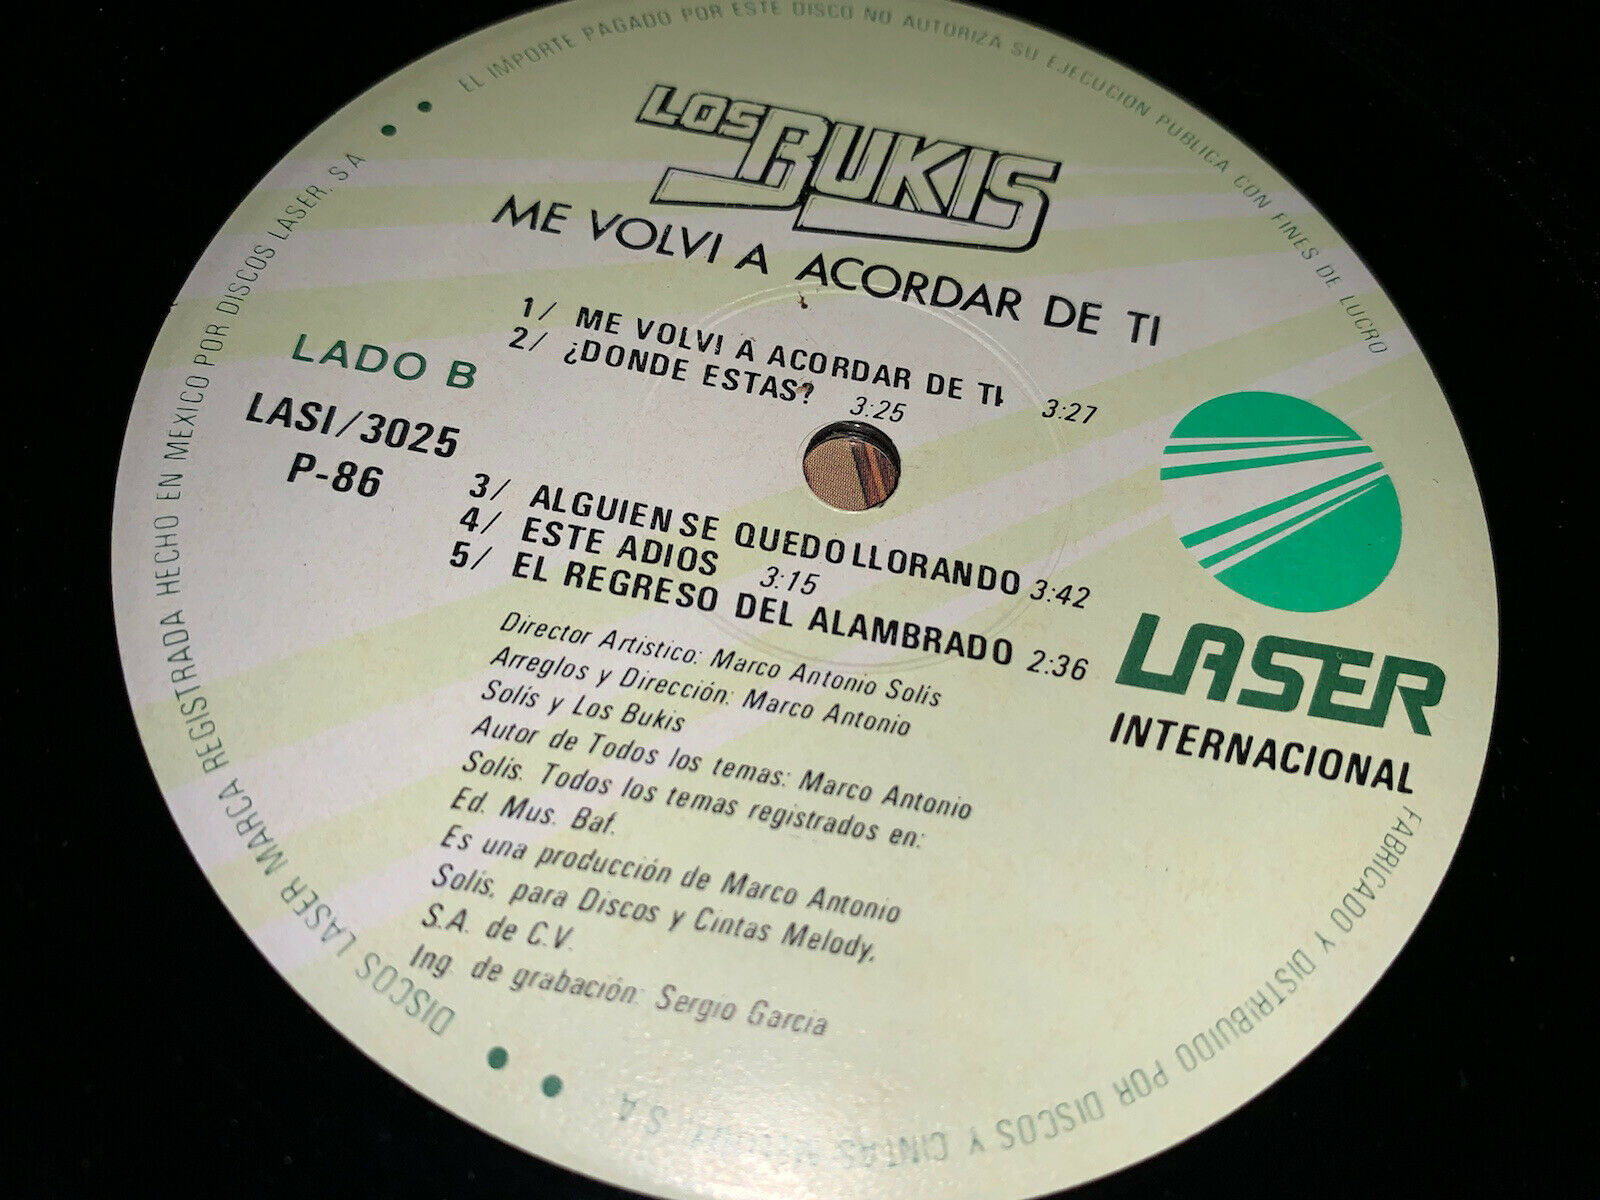 EL IMPORTE PAGADO POR ESTE DISCO NO AUTORIZA SU EJECUCION PUBLICA CON FINES DE LUCRO
LOS BUKIS
ME VOLVI A ACORDAR DE TI
1/ ME VOLVI A ACORDAR DE TI 3:27
2/ ¿DONDE ESTAS? 3:25
LADO B
LASI/3025
P-86
3/ ALGUIEN SE QUEDO LLORANDO 3:42
4/ ESTE ADIOS 3:15
5/ EL REGRESO DEL ALAMBRADO 2:36
LASER
INTERNACIONAL
Director Artistico: Marco Antonio Solis
Arreglos y Dirección: Marco Antonio
Solís y Los Bukis
Autor de Todos los temas: Marco Antonio
Solís. Todos los temas registrados en:
Ed. Mus. Baf.
Es una producción de Marco Antonio
Solís, para Discos y Cintas Melody,
S.A. de C.V.
Ing. de grabación: Sergio Garcia
DISCOS LASER MARCA REGISTRADA HECHO EN MEXICO POR DISCOS LASER, S A
FABRICADO Y DISTRIBUIDO POR DISCOS Y CINTAS S.A